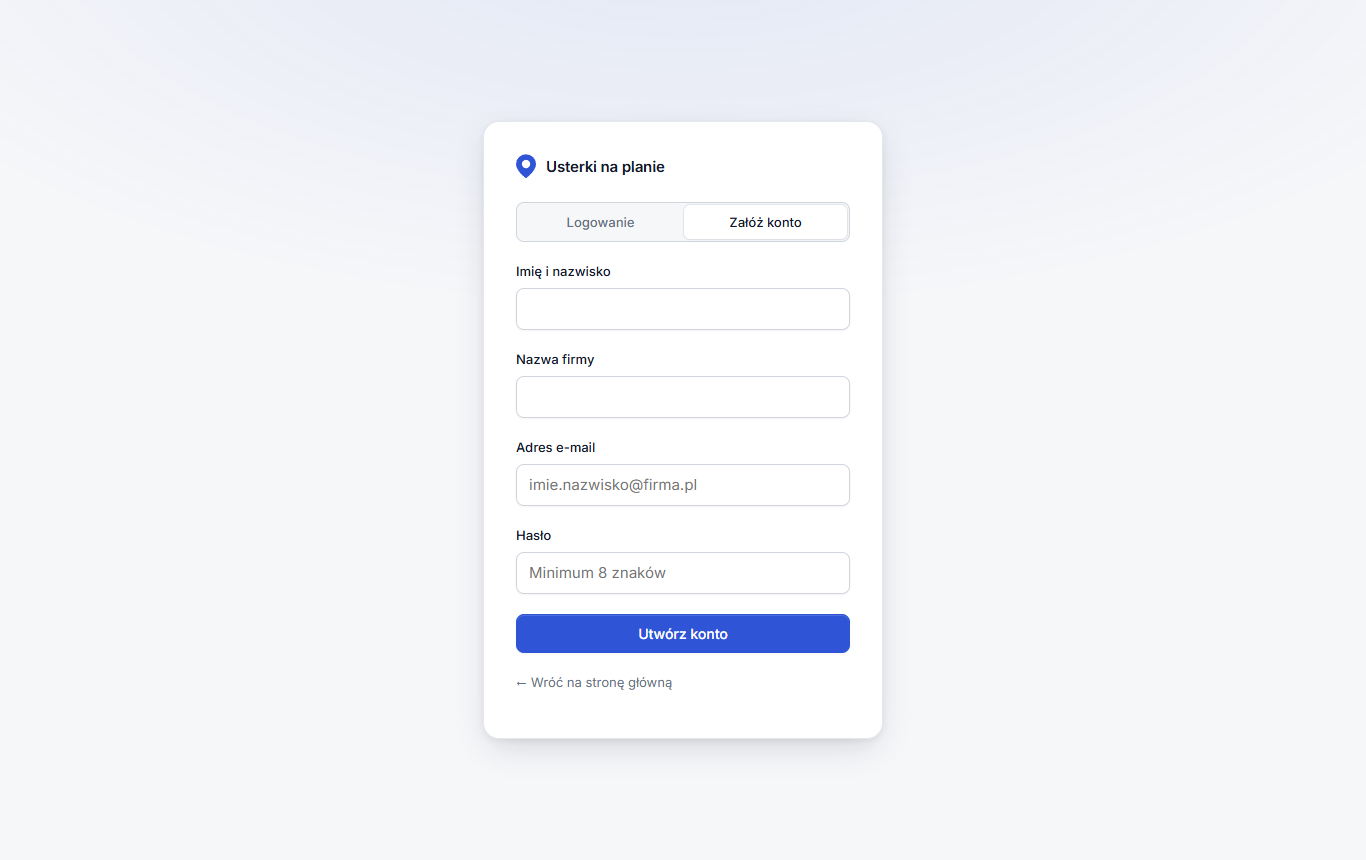 Usterki na planie
Logowanie
Załóż konto
Imię i nazwisko
Nazwa firmy
Adres e-mail
imie.nazwisko@firma.pl
Hasło
Minimum 8 znaków
Utwórz konto
← Wróć na stronę główną